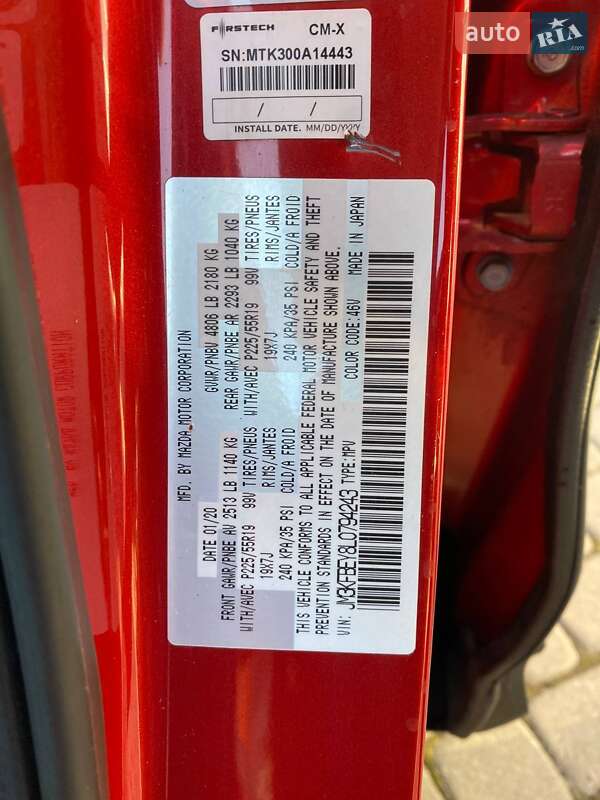 auto RIA
.com
FIRSTECH CM-X
SN:MTK300A14443
/ /
INSTALL DATE. MM/DD/YYYY
MFD. BY MAZDA MOTOR CORPORATION
DATE 01/20 GVWR/PNBV 4806 LB 2180 KG
FRONT GAWR/PNBE AV 2513 LB 1140 KG REAR GAWR/PNBE AR 2293 LB 1040 KG
WITH/AVEC P225/55R19 99V TIRES/PNEUS WITH/AVEC P225/55R19 99V TIRES/PNEUS
19X7J RIMS/JANTES 19X7J RIMS/JANTES
240 KPA/35 PSI COLD/A FROID 240 KPA/35 PSI COLD/A FROID
THIS VEHICLE CONFORMS TO ALL APPLICABLE FEDERAL MOTOR VEHICLE SAFETY AND THEFT
PREVENTION STANDARDS IN EFFECT ON THE DATE OF MANUFACTURE SHOWN ABOVE.
VIN: JM3KFBEY8L0794243 TYPE:MPV COLOR CODE:46V MADE IN JAPAN